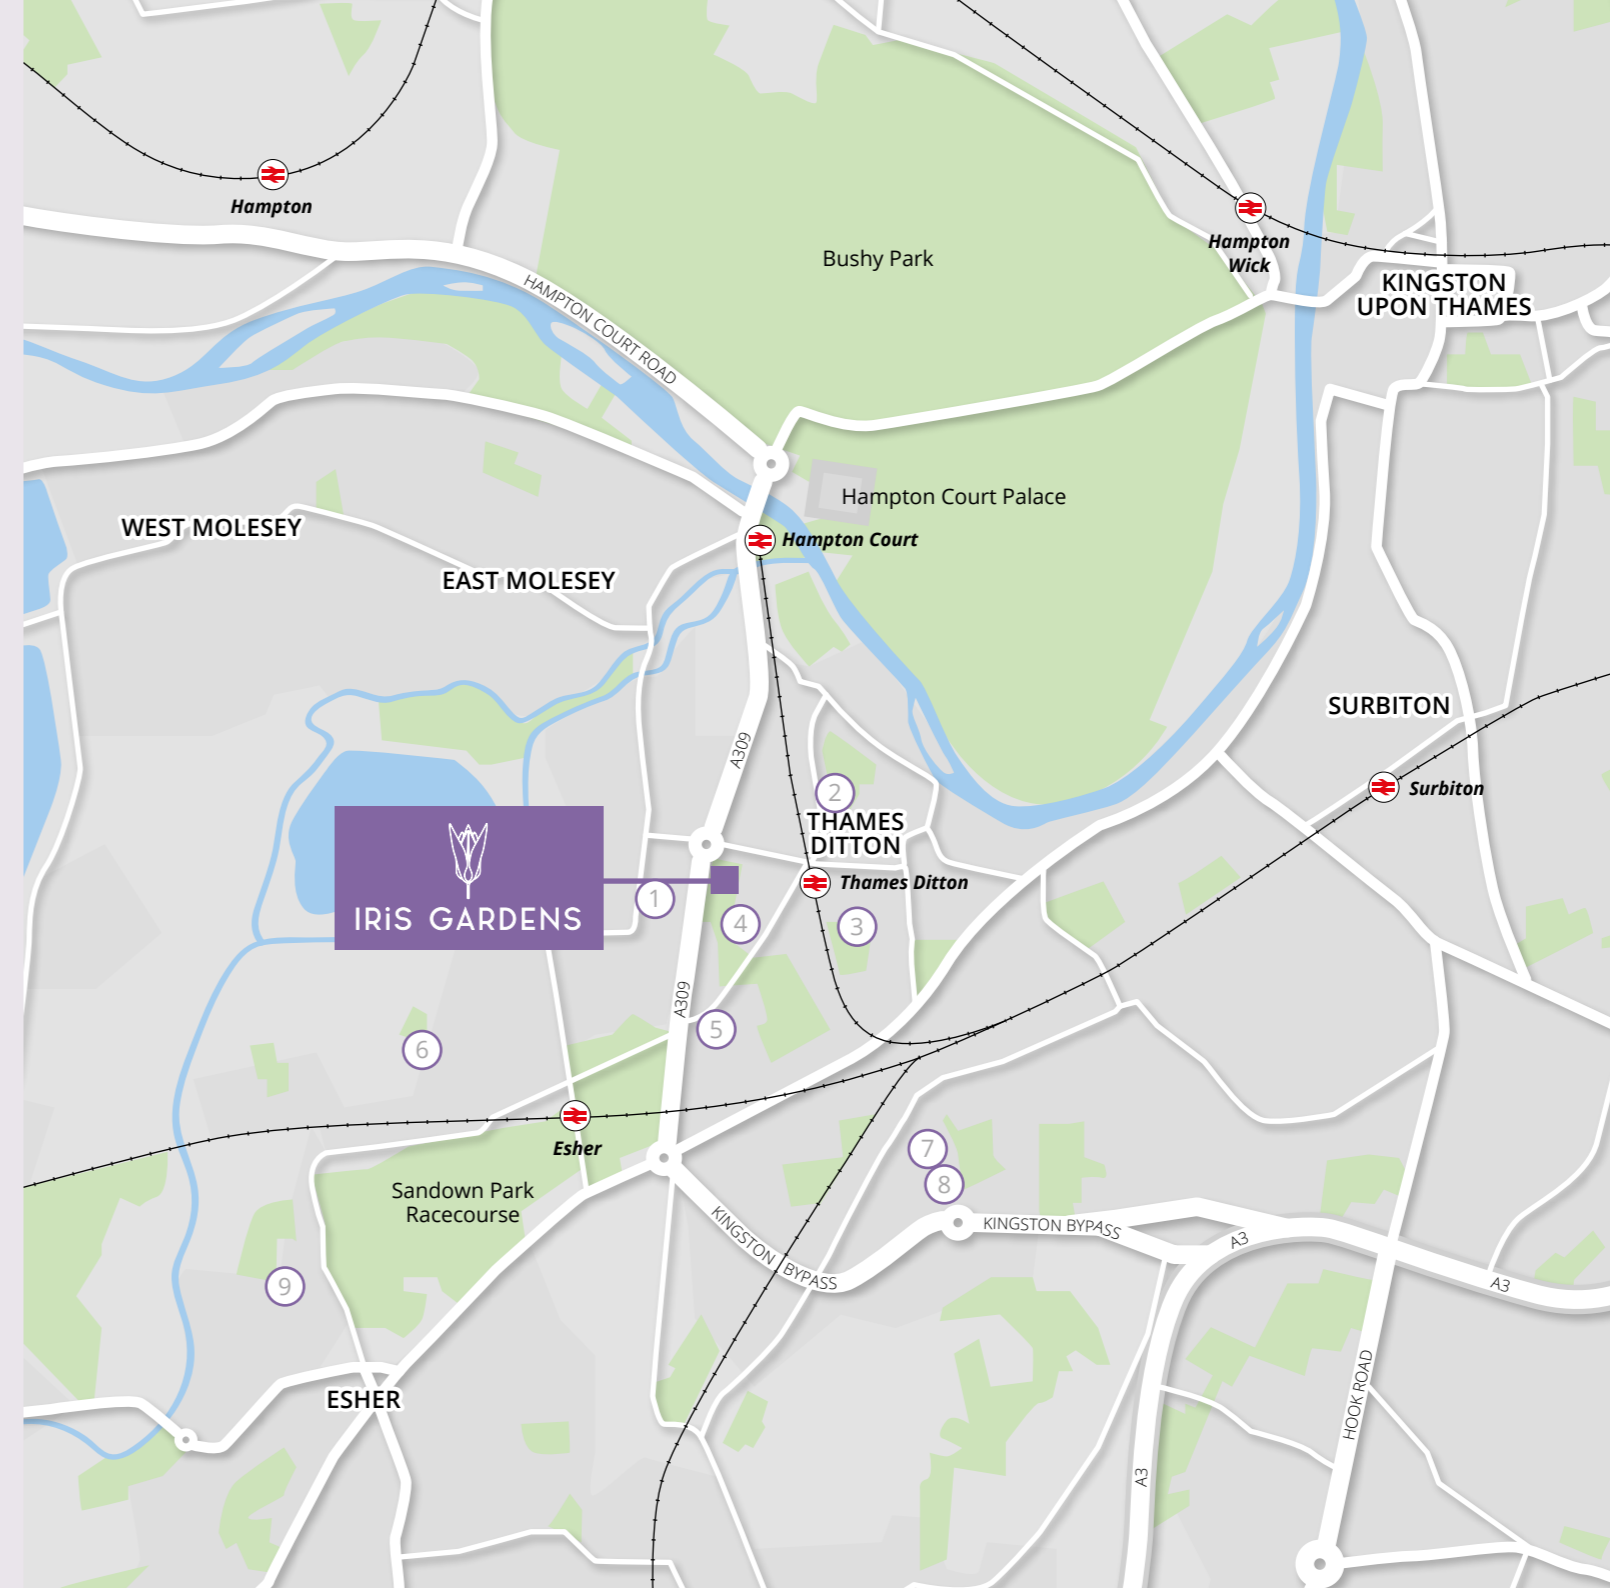 Hampton
Hampton
Wick
Bushy Park
KINGSTON
UPON THAMES
HAMPTON COURT ROAD
Hampton Court Palace
WEST MOLESEY
Hampton Court
EAST MOLESEY
SURBITON
A309
Surbiton
2
THAMES
DITTON
IRiS GARDENS
1
Thames Ditton
4
3
A309
5
6
Esher
7
8
Sandown Park
Racecourse
KINGSTON BYPASS
KINGSTON BYPASS
A3
A3
9
ESHER
HOOK ROAD
A3